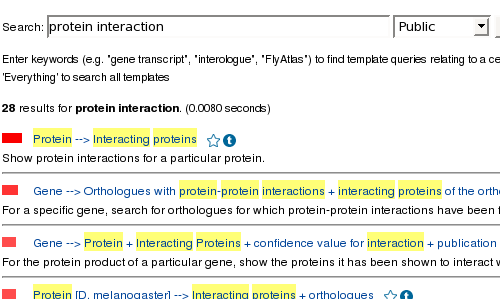 Search: protein interaction Public
Enter keywords (e.g. "gene transcript", "interologue", "FlyAtlas") to find template queries relating to a ce
'Everything' to search all templates
28 results for protein interaction. (0.0080 seconds)
Protein --> Interacting proteins t
Show protein interactions for a particular protein.
Gene --> Orthologues with protein-protein interactions + interacting proteins of the orth
For a specific gene, search for orthologues for which protein-protein interactions have been f
Gene --> Protein + Interacting Proteins + confidence value for interaction + publication
For the protein product of a particular gene, show the proteins it has been shown to interact w
Protein [D. melanogaster] --> Interacting proteins + orthologues t